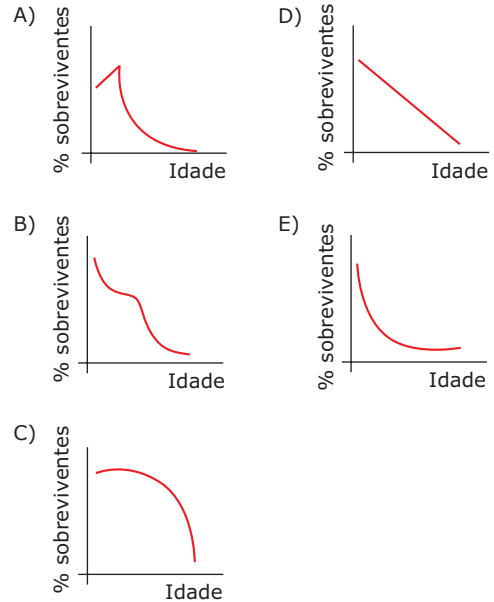 A)
% sobreviventes
Idade
B)
% sobreviventes
Idade
C)
% sobreviventes
Idade
D)
% sobreviventes
Idade
E)
% sobreviventes
Idade